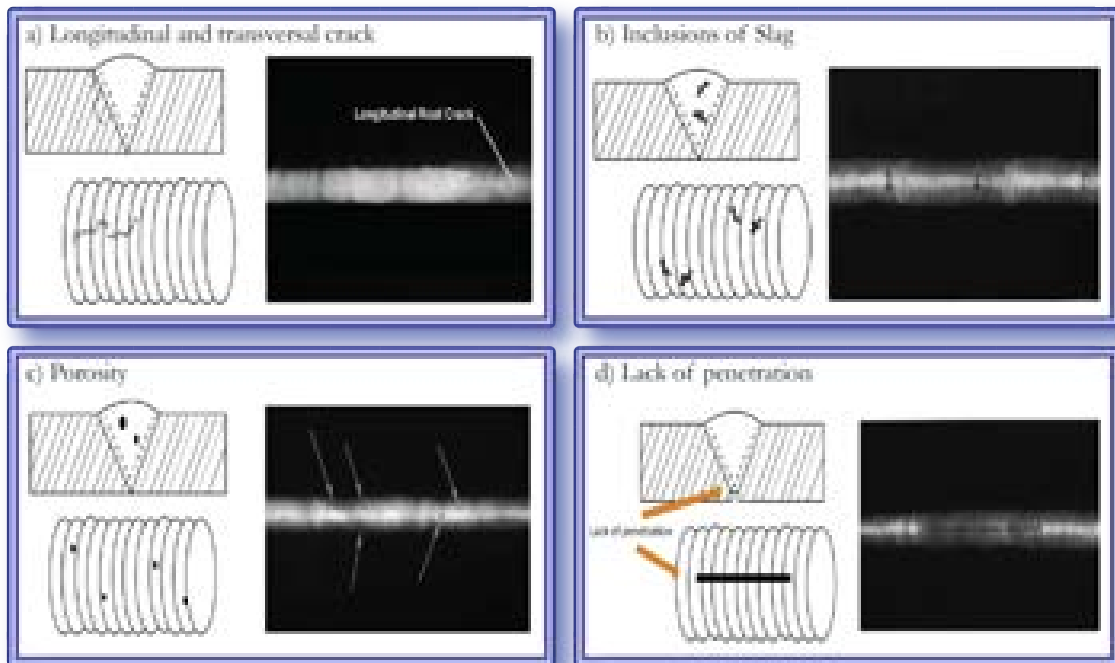 a) Longitudinal and transversal crack
Longitudinal Root Crack
b) Inclusions of Slag
c) Porosity
d) Lack of penetration
Lack of penetration